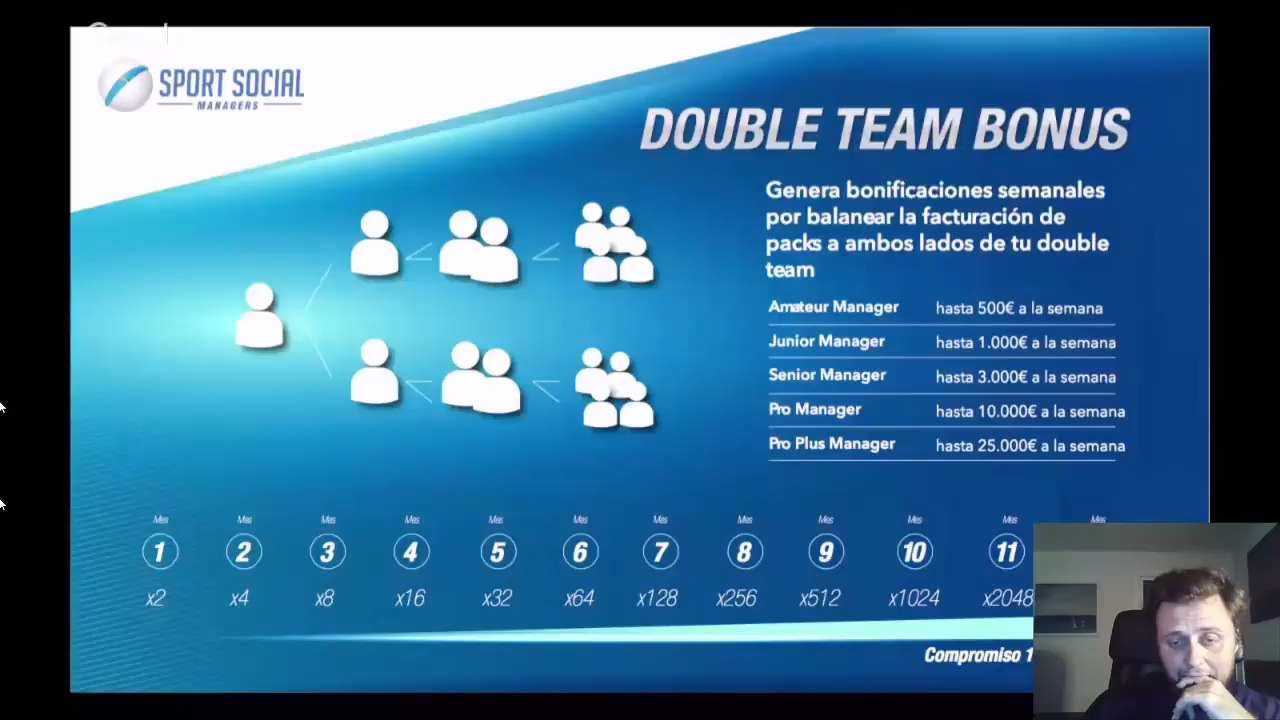 SPORT SOCIAL
MANAGERS
DOUBLE TEAM BONUS
Genera bonificaciones semanales
por balanear la facturación de
packs a ambos lados de tu double
team
Amateur Manager hasta 500€ a la semana
Junior Manager hasta 1.000€ a la semana
Senior Manager hasta 3.000€ a la semana
Pro Manager hasta 10.000€ a la semana
Pro Plus Manager hasta 25.000€ a la semana
Mes Mes Mes Mes Mes Mes Mes Mes Mes Mes Mes Mes
1 2 3 4 5 6 7 8 9 10 11
x2 x4 x8 x16 x32 x64 x128 x256 x512 x1024 x2048
Compromiso 1